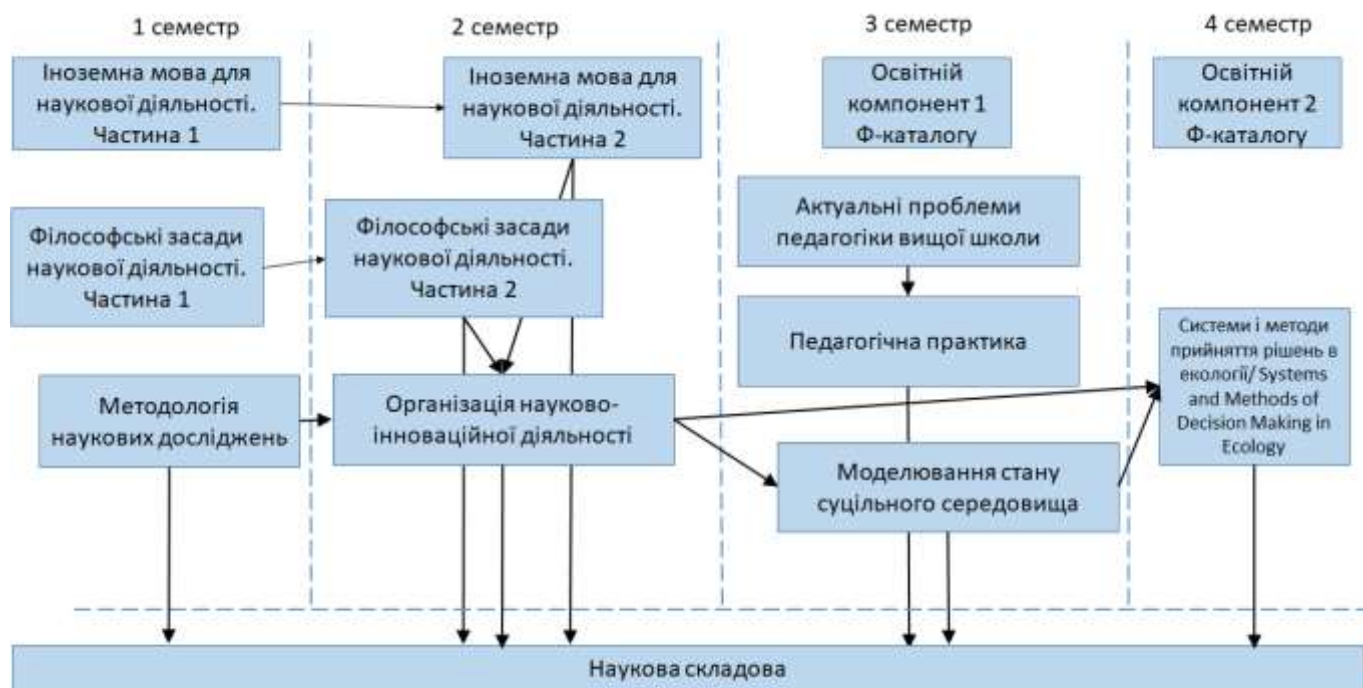 1 семестр
2 семестр
3 семестр
4 семестр
Іноземна мова для
наукової діяльності.
Частина 1
Іноземна мова для
наукової діяльності.
Частина 2
Освітній
компонент 1
Ф-каталогу
Освітній
компонент 2
Ф-каталогу
Філософські засади
наукової діяльності.
Частина 1
Філософські засади
наукової діяльності.
Частина 2
Актуальні проблеми
педагогіки вищої школи
Педагогічна практика
Системи і методи
прийняття рішень в
екології/ Systems
and Methods of
Decision Making in
Ecology
Методологія
наукових досліджень
Організація науково-
інноваційної діяльності
Моделювання стану
суцільного середовища
Наукова складова